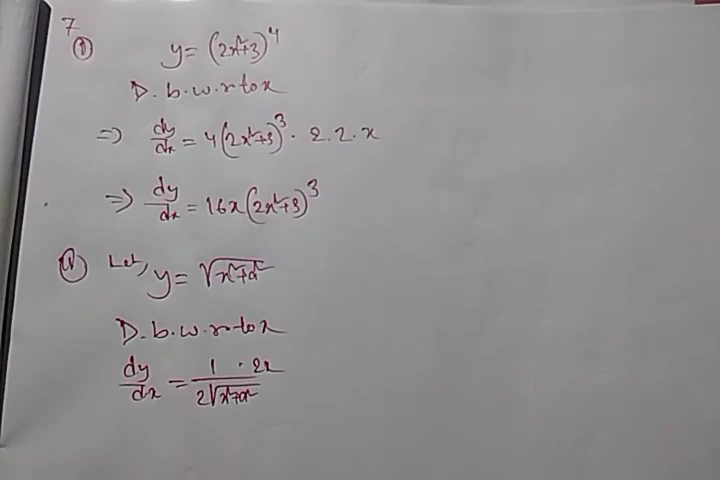 7
(i) y = (2x²+3)⁴
D. b. w. r to x
=> dy/dx = 4(2x²+3)³ · 2.2.x
=> dy/dx = 16x(2x²+3)³
(ii) Let, y = √(x²+a²)
D. b. w. r to x
dy/dx = 1 · 2x / 2√(x²+a²)